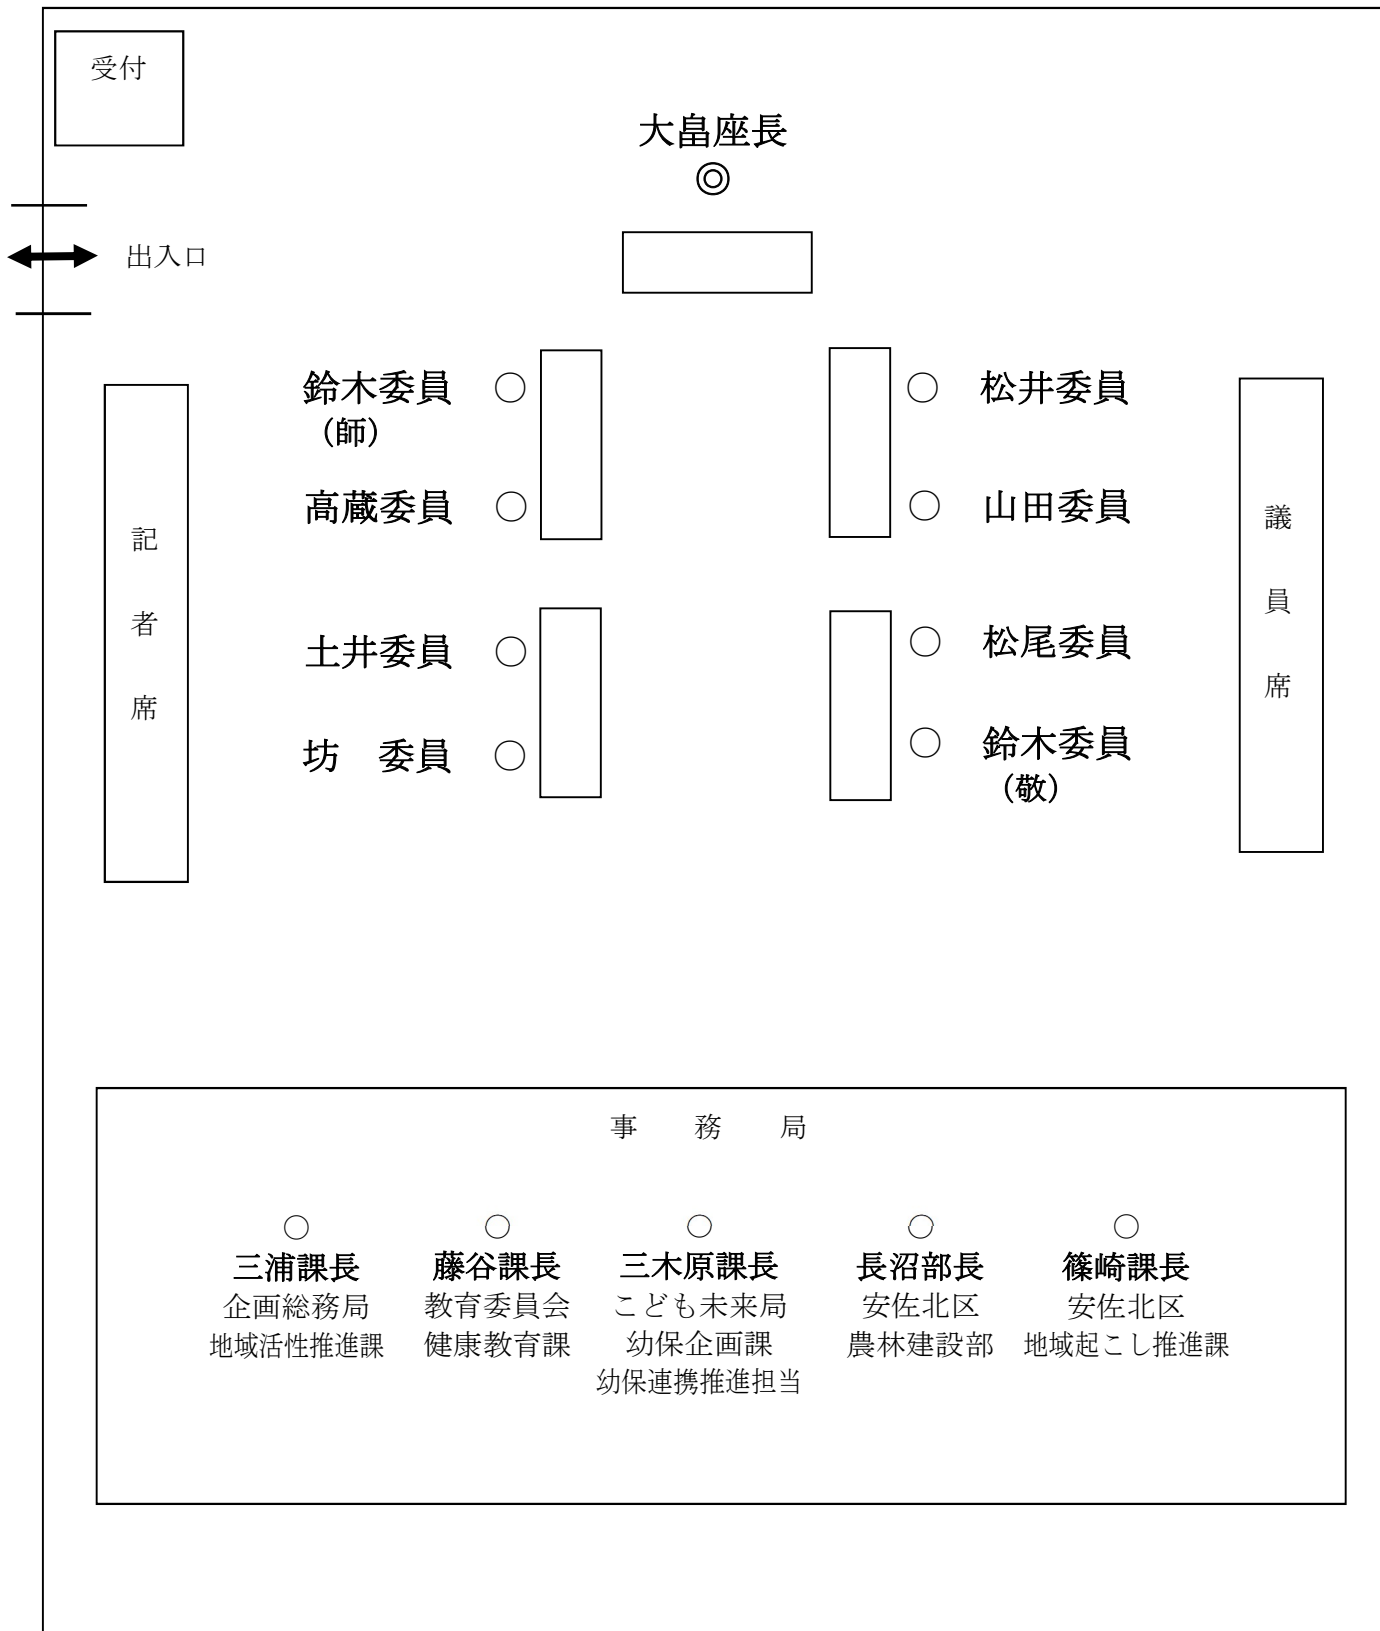 受付
大畠座長
出入口
鈴木委員
（師）
高蔵委員
土井委員
坊　委員
松井委員
山田委員
松尾委員
鈴木委員
（敬）
記者席
議員席
事　務　局
三浦課長
企画総務局
地域活性推進課
藤谷課長
教育委員会
健康教育課
三木原課長
こども未来局
幼保企画課
幼保連携推進担当
長沼部長
安佐北区
農林建設部
篠崎課長
安佐北区
地域起こし推進課